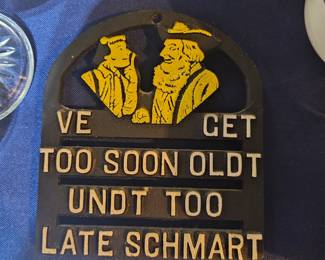 VE GET
TOO SOON OLDT
UNDT TOO
LATE SCHMART